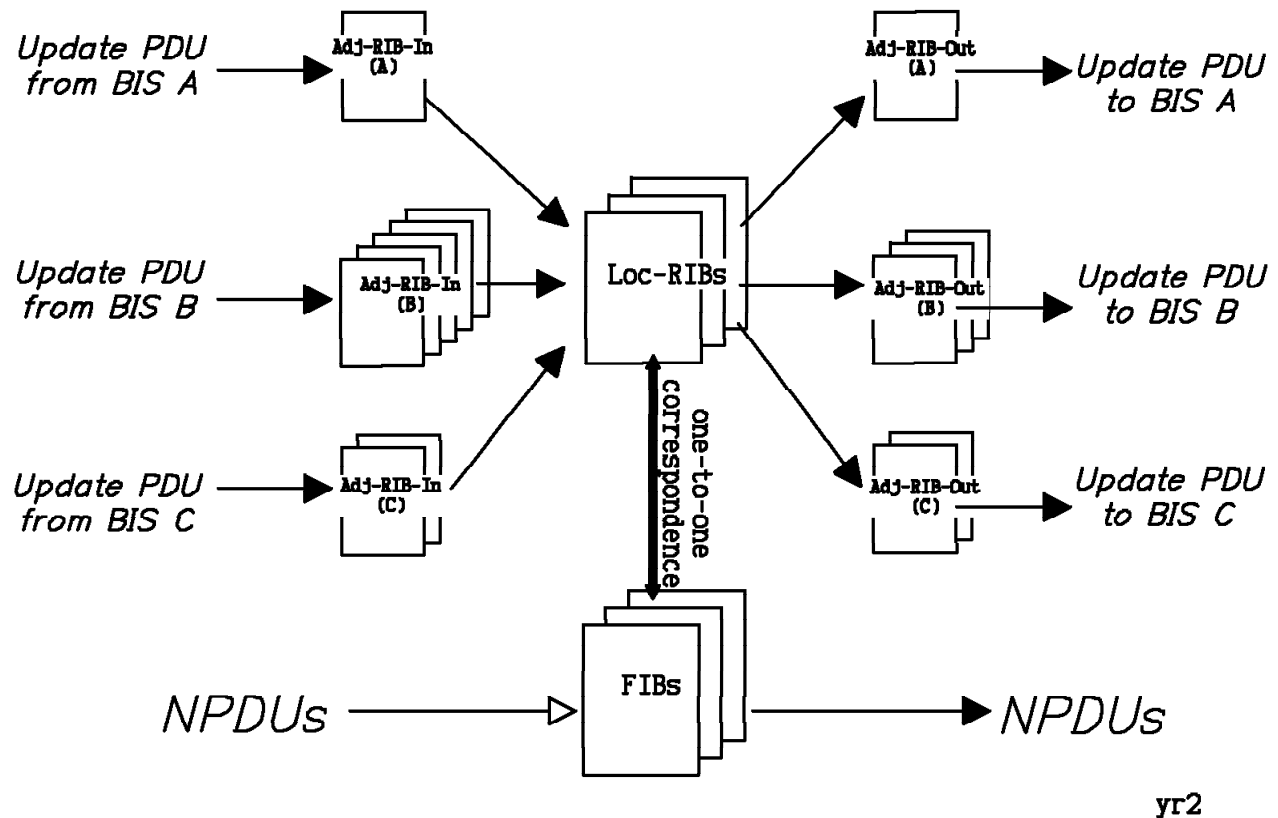 Update PDU
from BIS A
Adj-RIB-In
(A)
Adj-RIB-Out
(A)
Update PDU
to BIS A
Update PDU
from BIS B
Adj-RIB-In
(B)
Loc-RIBs
Adj-RIB-Out
(B)
Update PDU
to BIS B
one-to-one
correspondence
Update PDU
from BIS C
Adj-RIB-In
(C)
Adj-RIB-Out
(C)
Update PDU
to BIS C
NPDUs
FIBs
NPDUs
yr2